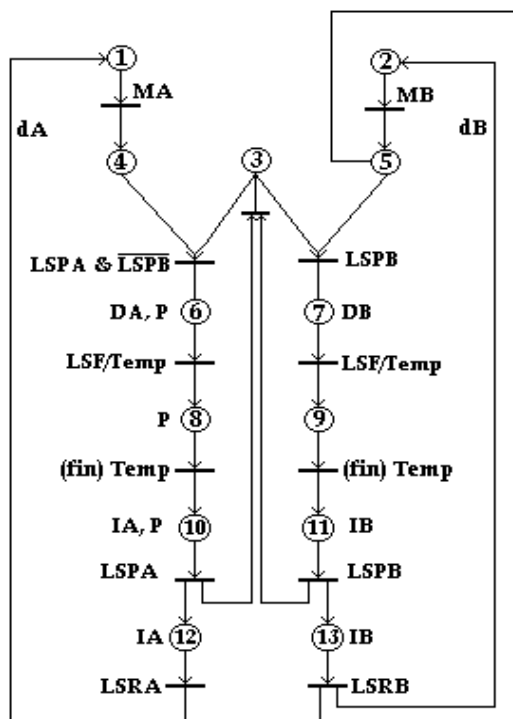 1
2
MA
MB
dA
dB
4
3
5
LSPA & L̅S̅P̅B̅
LSPB
DA, P
6
7
DB
LSF/Temp
LSF/Temp
P
8
9
(fin) Temp
(fin) Temp
IA, P
10
11
IB
LSPA
LSPB
IA
12
13
IB
LSRA
LSRB